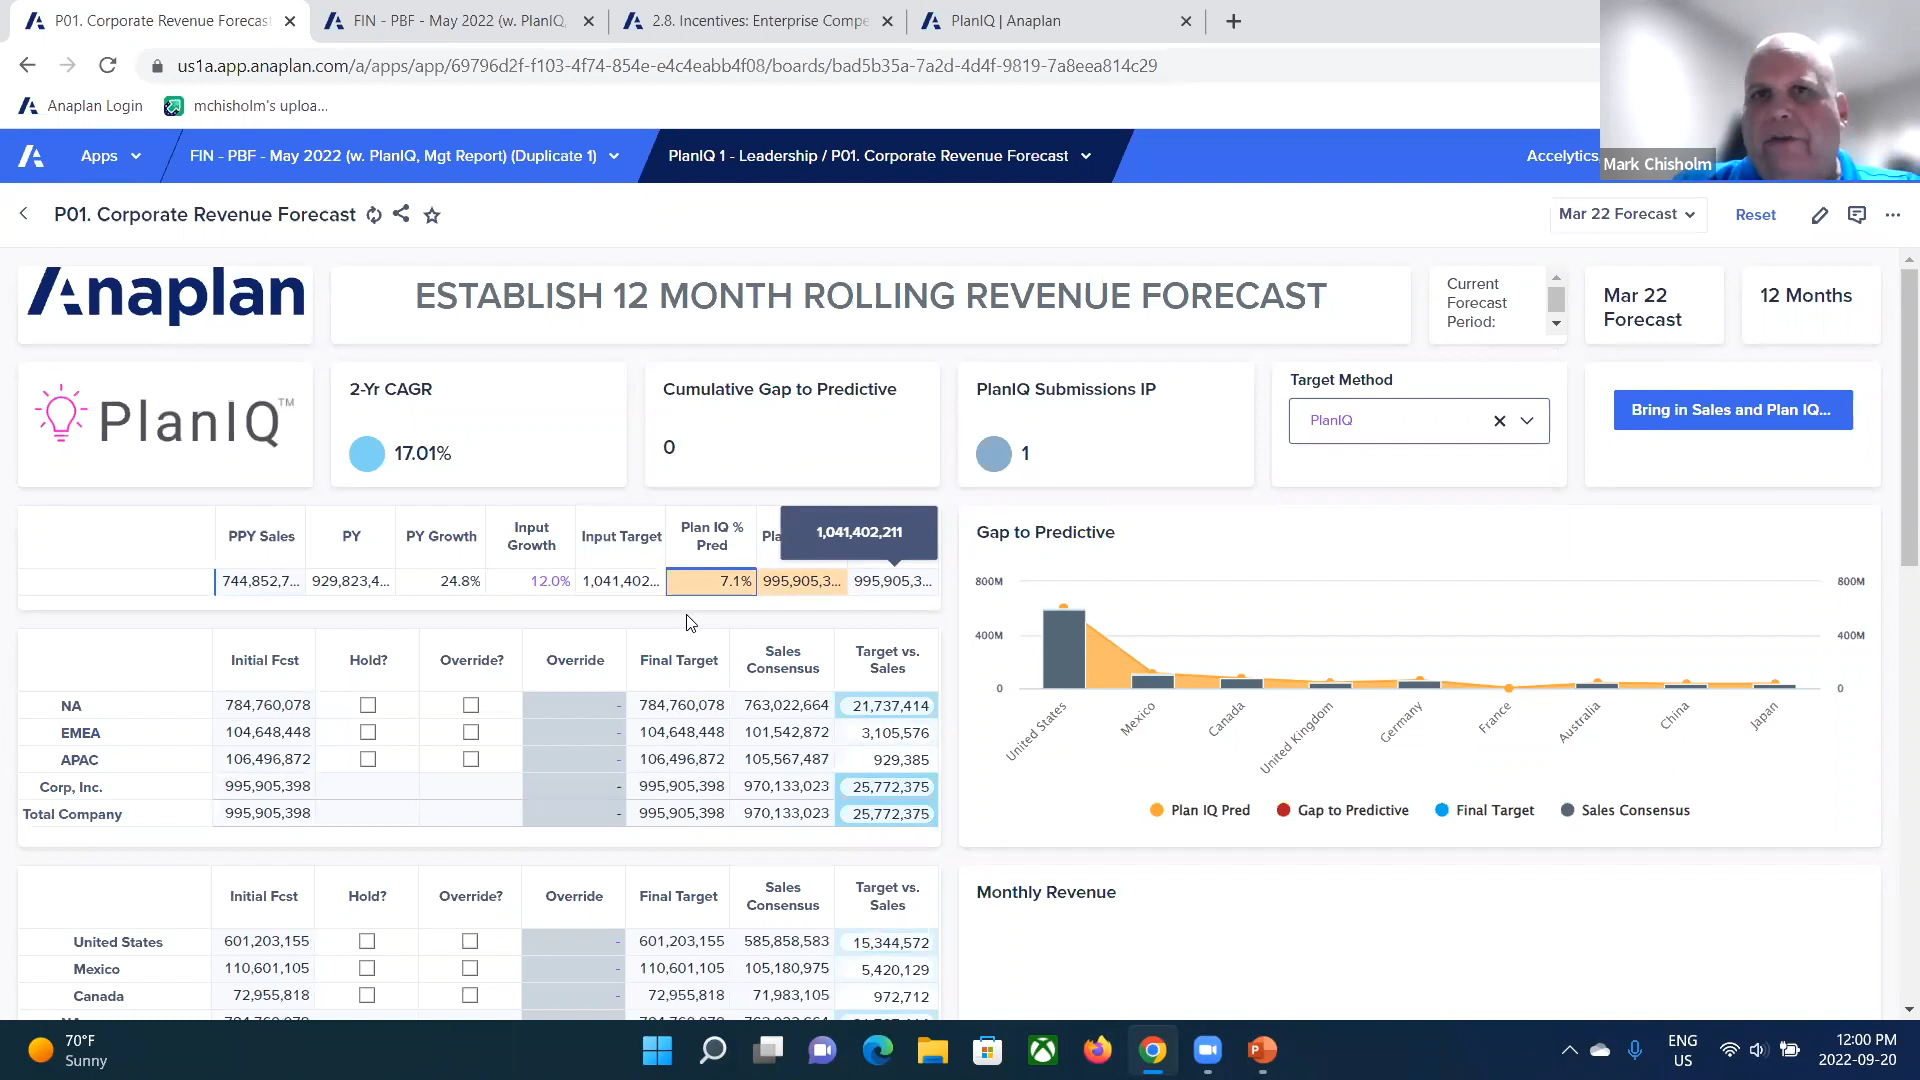 P01. Corporate Revenue Forecast
FIN - PBF - May 2022 (w. PlanIQ,
2.8. Incentives: Enterprise Compe
PlanIQ | Anaplan
us1a.app.anaplan.com/a/apps/app/69796d2f-f103-4f74-854e-e4c4eabb4f08/boards/bad5b35a-7a2d-4d4f-9819-7a8eea814c29
Anaplan Login
mchisholm's uploa...
Apps
FIN - PBF - May 2022 (w. PlanIQ, Mgt Report) (Duplicate 1)
PlanIQ 1 - Leadership / P01. Corporate Revenue Forecast
Accelytics
Mark Chisholm
P01. Corporate Revenue Forecast
Mar 22 Forecast
Reset
Anaplan
ESTABLISH 12 MONTH ROLLING REVENUE FORECAST
Current
Forecast
Period:
Mar 22
Forecast
12 Months
PlanIQ™
2-Yr CAGR
17.01%
Cumulative Gap to Predictive
0
PlanIQ Submissions IP
1
Target Method
PlanIQ
Bring in Sales and Plan IQ...
PPY Sales PY PY Growth Input Growth Input Target Plan IQ % Pred Pla
1,041,402,211
744,852,7... 929,823,4... 24.8% 12.0% 1,041,402... 7.1% 995,905,3... 995,905,3...
Initial Fcst Hold? Override? Override Final Target Sales Consensus Target vs. Sales
NA 784,760,078 - 784,760,078 763,022,664 21,737,414
EMEA 104,648,448 - 104,648,448 101,542,872 3,105,576
APAC 106,496,872 - 106,496,872 105,567,487 929,385
Corp, Inc. 995,905,398 - 995,905,398 970,133,023 25,772,375
Total Company 995,905,398 - 995,905,398 970,133,023 25,772,375
Initial Fcst Hold? Override? Override Final Target Sales Consensus Target vs. Sales
United States 601,203,155 - 601,203,155 585,858,583 15,344,572
Mexico 110,601,105 - 110,601,105 105,180,975 5,420,129
Canada 72,955,818 - 72,955,818 71,983,105 972,712
Gap to Predictive
800M 800M
400M 400M
0 0
United States
Mexico
Canada
United Kingdom
Germany
France
Australia
China
Japan
Plan IQ Pred Gap to Predictive Final Target Sales Consensus
Monthly Revenue
70°F
Sunny
ENG
US
12:00 PM
2022-09-20